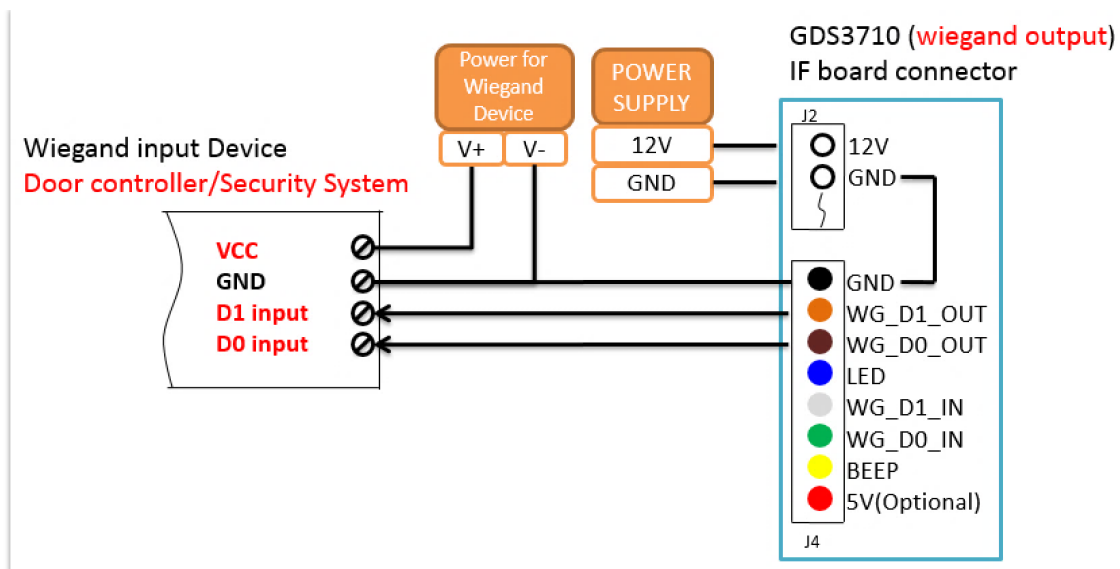 GDS3710 (wiegand output)
IF board connector
Power for
Wiegand
Device
V+ V-
POWER
SUPPLY
12V
GND
Wiegand input Device
Door controller/Security System
VCC
GND
D1 input
D0 input
J2
12V
GND
GND
WG_D1_OUT
WG_D0_OUT
LED
WG_D1_IN
WG_D0_IN
BEEP
5V(Optional)
J4